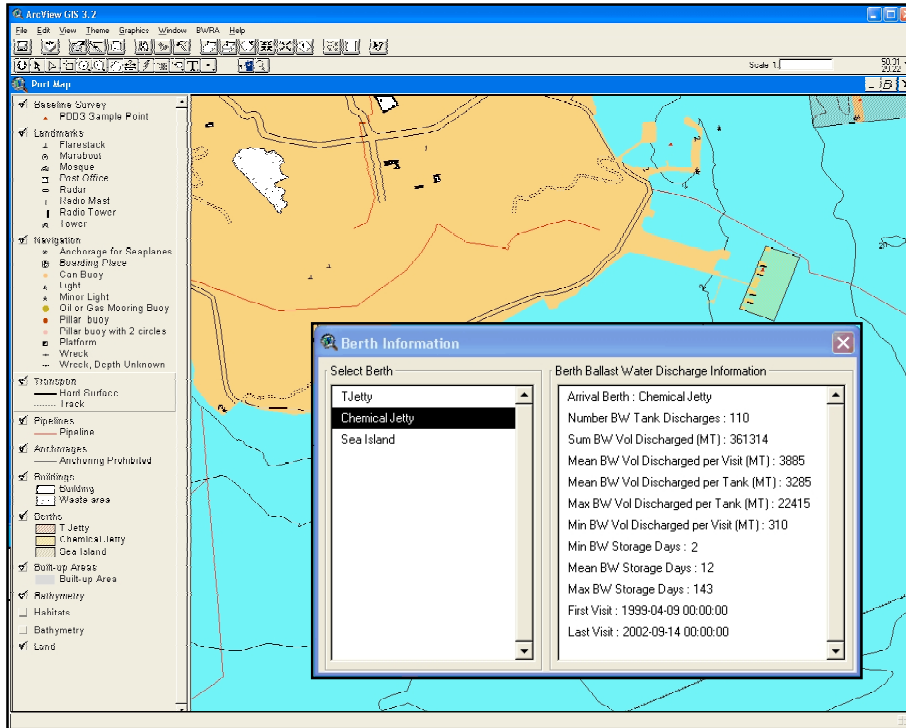 ArcView GIS 3.2
File Edit View Theme Graphics Window BWRA Help
Scale 1:
50.31
Port Map
Baseline Survey
PDD3 Sample Point
Landmarks
Flarestack
Marabout
Mosque
Post Office
Radar
Radio Mast
Radio Tower
Tower
Navigation
Anchorage for Seaplanes
Boarding Place
Can Buoy
Light
Minor Light
Oil or Gas Mooring Buoy
Pillar buoy
Pillar buoy with 2 circles
Platform
Wreck
Wreck, Depth Unknown
Transport
Hard Surface
Track
Pipelines
Pipeline
Anchorages
Anchoring Prohibited
Buildings
Building
Waste area
Berths
T Jetty
Chemical Jetty
Sea Island
Built-up Areas
Built-up Area
Bathymetry
Habitats
Bathymetry
Land
Berth Information
Select Berth
TJetty
Chemical Jetty
Sea Island
Berth Ballast Water Discharge Information
Arrival Berth : Chemical Jetty
Number BW Tank Discharges : 110
Sum BW Vol Discharged (MT) : 361314
Mean BW Vol Discharged per Visit (MT) : 3885
Mean BW Vol Discharged per Tank (MT) : 3285
Max BW Vol Discharged per Tank (MT) : 22415
Min BW Vol Discharged per Visit (MT) : 310
Min BW Storage Days : 2
Mean BW Storage Days : 12
Max BW Storage Days : 143
First Visit : 1999-04-09 00:00:00
Last Visit : 2002-09-14 00:00:00